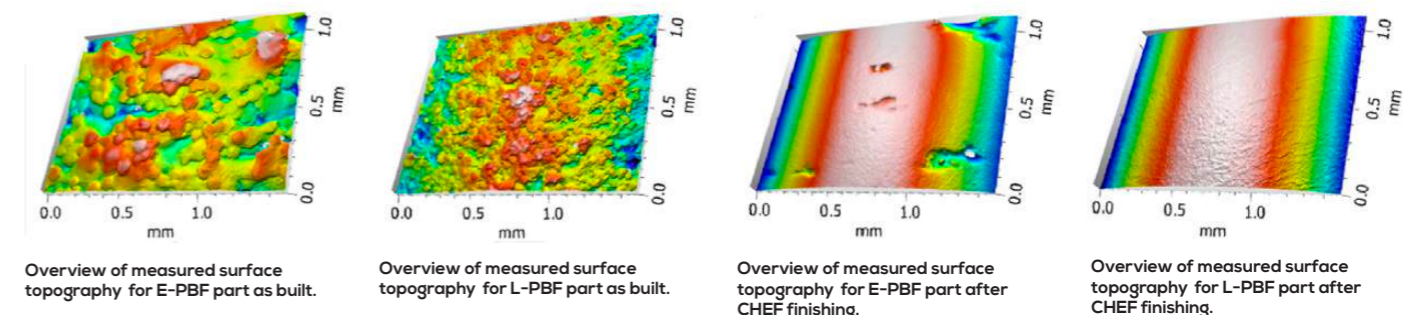 1.0
0.5
mm
0.0
0.0 0.5 1.0
mm
Overview of measured surface
topography for E-PBF part as built.
1.0
0.5
mm
0.0
0.0 0.5 1.0
mm
Overview of measured surface
topography for L-PBF part as built.
1.0
0.5
mm
0.0
0.0 0.5 1.0
mm
Overview of measured surface
topography for E-PBF part after
CHEF finishing.
1.0
0.5
mm
0.0
0.0 0.5 1.0
mm
Overview of measured surface
topography for L-PBF part after
CHEF finishing.